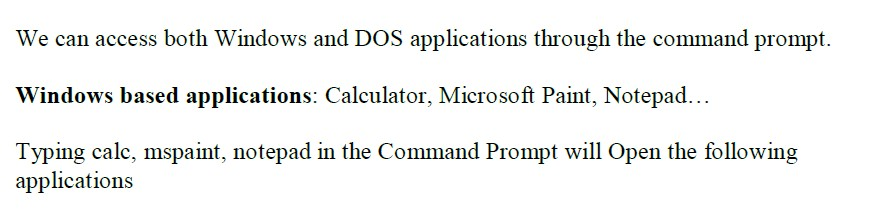 We can access both Windows and DOS applications through the command prompt.
Windows based applications: Calculator, Microsoft Paint, Notepad…
Typing calc, mspaint, notepad in the Command Prompt will Open the following
applications